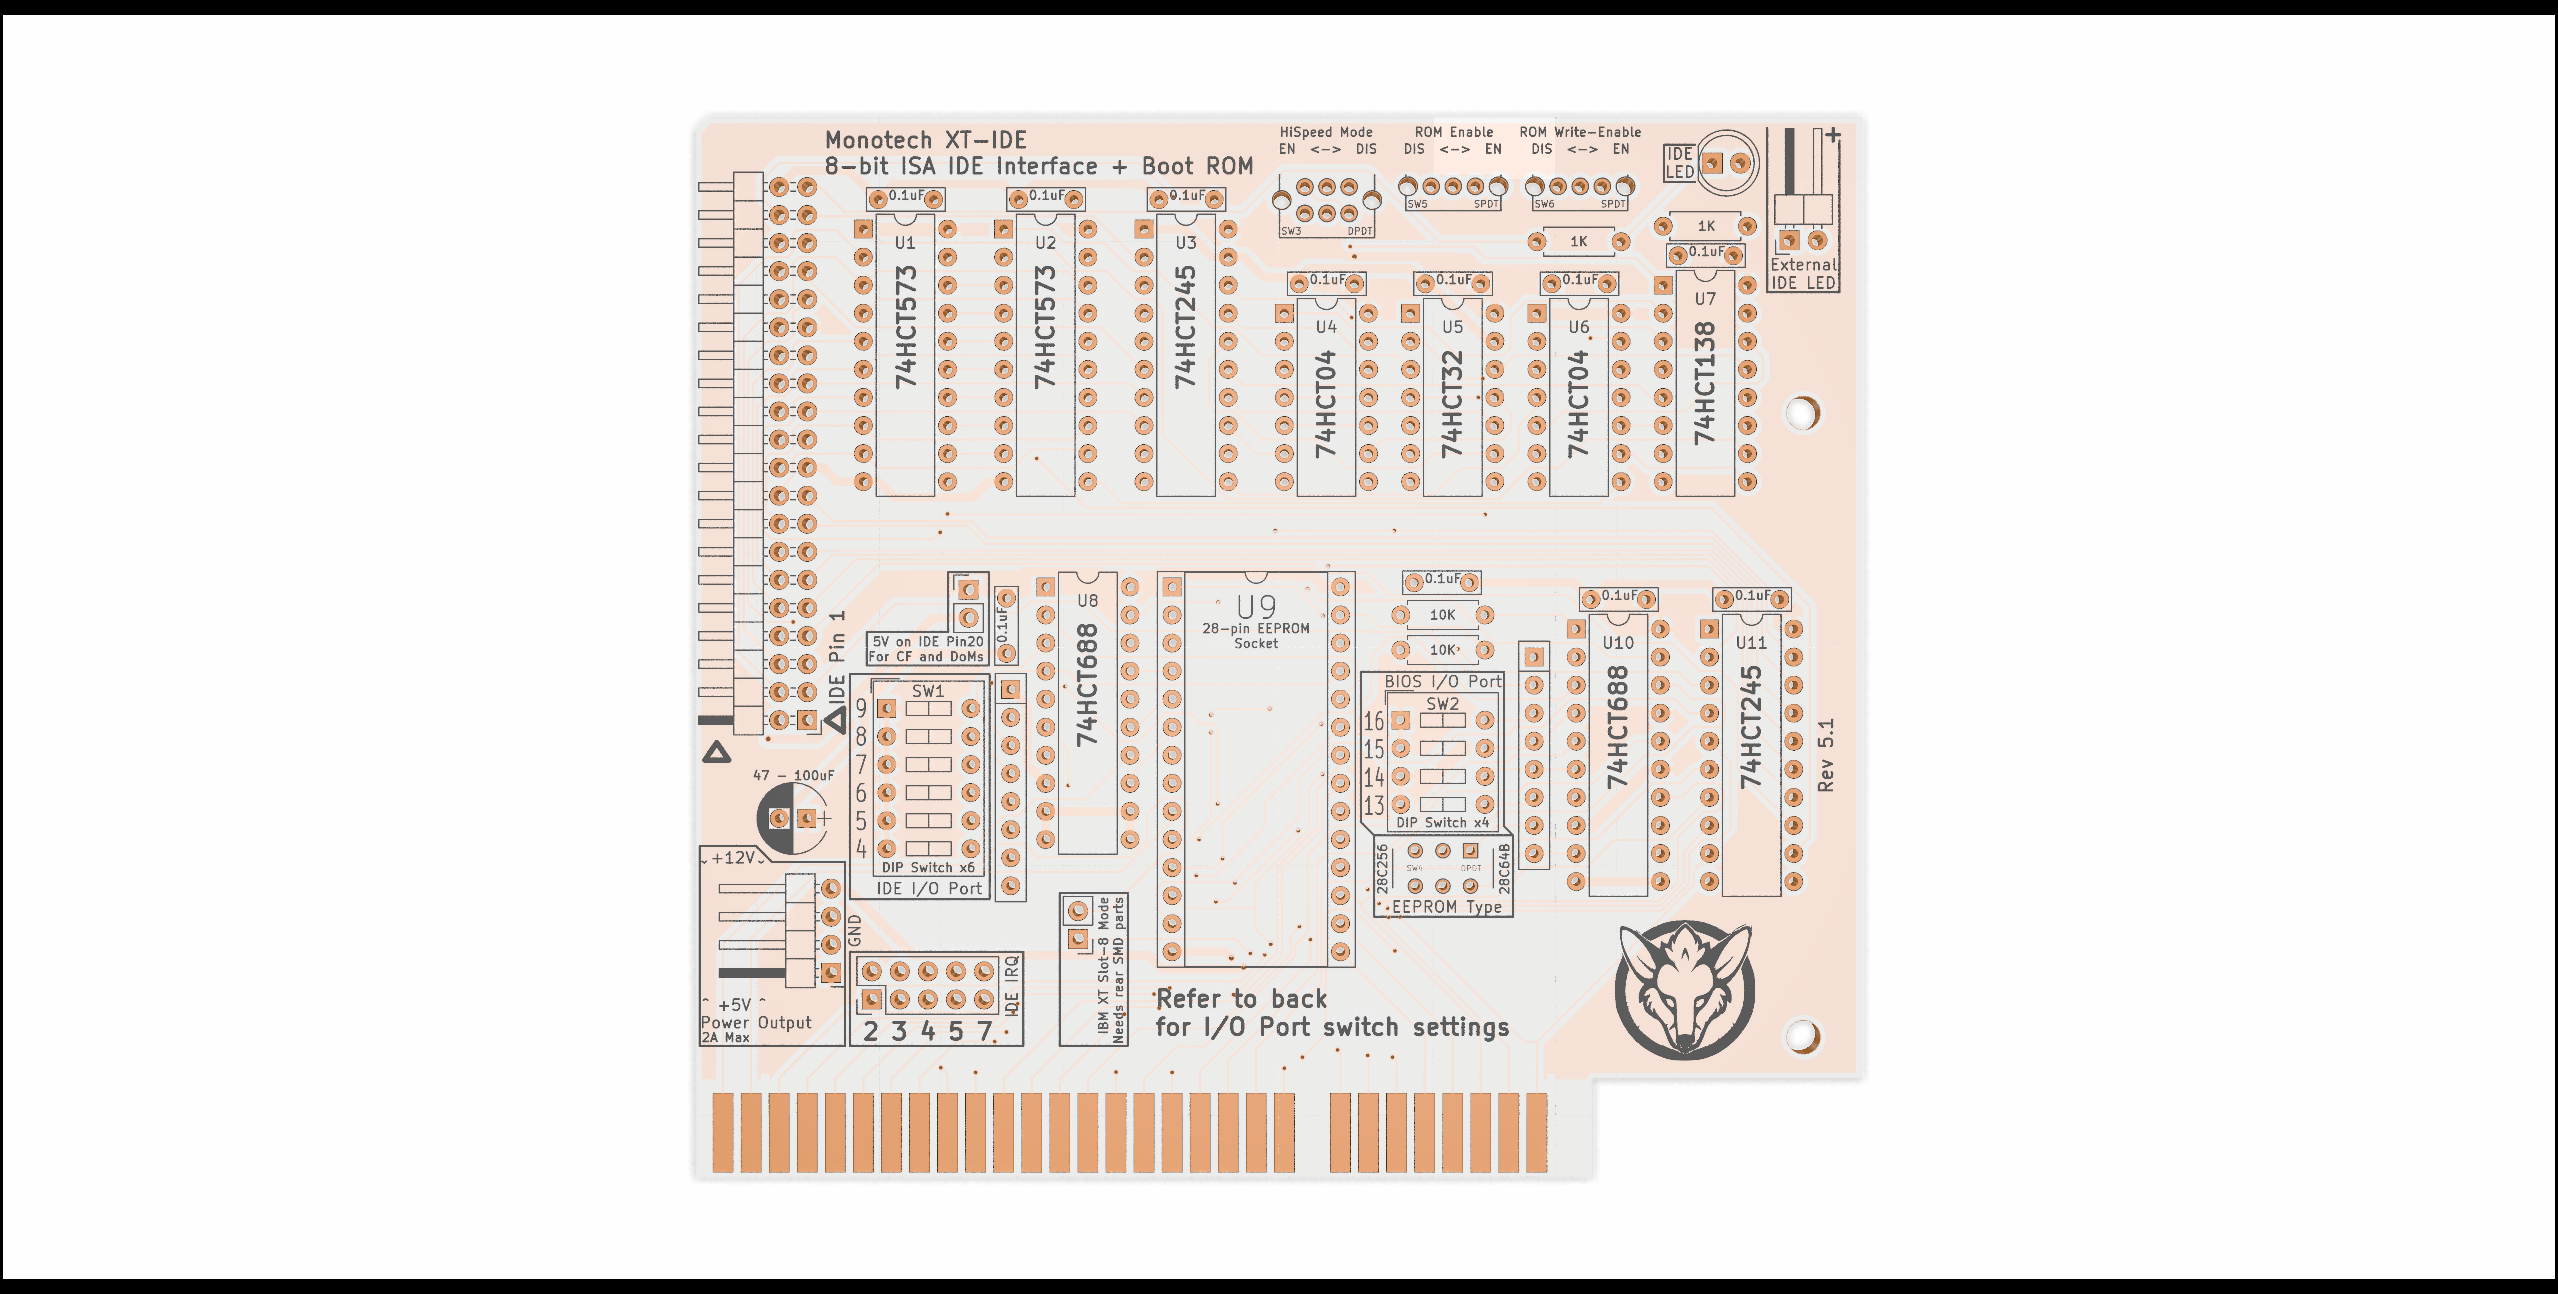 Monotech XT-IDE
8-bit ISA IDE Interface + Boot ROM
HiSpeed Mode
EN <-> DIS
ROM Enable
DIS <-> EN
ROM Write-Enable
DIS <-> EN
IDE
LED
+
0.1uF
0.1uF
0.1uF
SW3 DPDT
SW5 SPDT
SW6 SPDT
1K
1K
0.1uF
External
IDE LED
U1
74HCT573
U2
74HCT573
U3
74HCT245
0.1uF
0.1uF
0.1uF
U4
74HCT04
U5
74HCT32
U6
74HCT04
U7
74HCT138
IDE Pin 1
5V on IDE Pin20
For CF and DoMs
0.1uF
U8
74HCT688
U9
28-pin EEPROM
Socket
0.1uF
10K
10K
0.1uF
0.1uF
U10
74HCT688
U11
74HCT245
Rev 5.1
SW1
9
8
7
6
5
4
DIP Switch x6
IDE I/O Port
BIOS I/O Port
SW2
16
15
14
13
DIP Switch x4
28C256
SW4 DPDT
28C64B
EEPROM Type
47 - 100uF
+
+12V
GND
+5V
Power Output
2A Max
IDE IRQ
2 3 4 5 7
IBM XT Slot-8 Mode
Needs rear SMD parts
Refer to back
for I/O Port switch settings